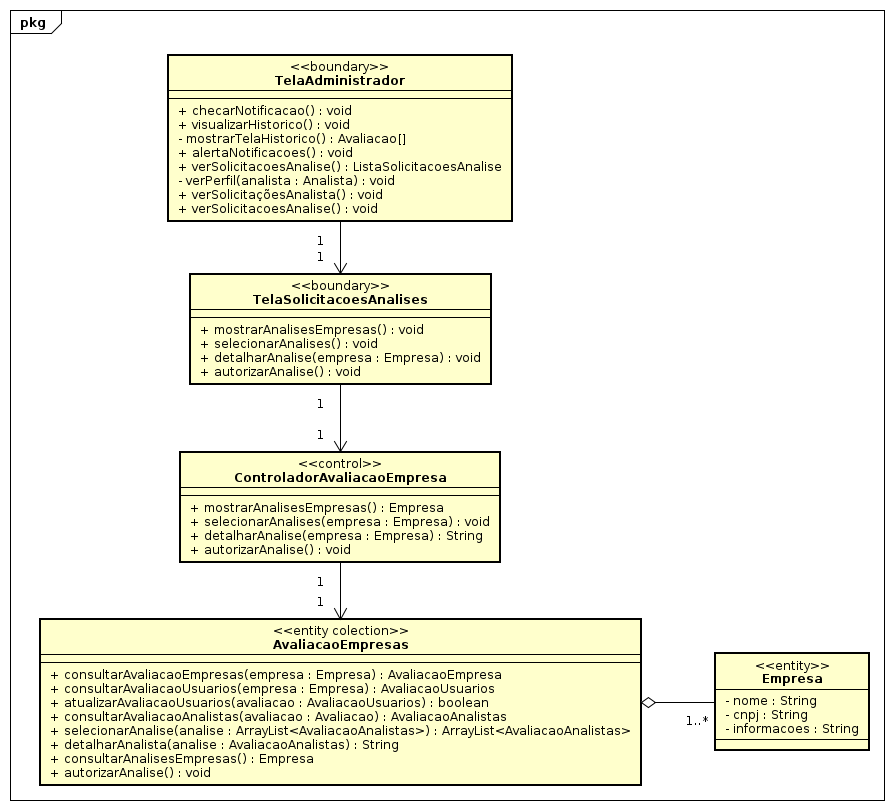 pkg
<<boundary>>
TelaAdministrador
+ checarNotificacao() : void
+ visualizarHistorico() : void
- mostrarTelaHistorico() : Avaliacao[]
+ alertaNotificacoes() : void
+ verSolicitacoesAnalise() : ListaSolicitacoesAnalise
- verPerfil(analista : Analista) : void
+ verSolicitaçõesAnalista() : void
+ verSolicitacoesAnalise() : void
1
1
<<boundary>>
TelaSolicitacoesAnalises
+ mostrarAnalisesEmpresas() : void
+ selecionarAnalises() : void
+ detalharAnalise(empresa : Empresa) : void
+ autorizarAnalise() : void
1
1
<<control>>
ControladorAvaliacaoEmpresa
+ mostrarAnalisesEmpresas() : Empresa
+ selecionarAnalises(empresa : Empresa) : void
+ detalharAnalise(empresa : Empresa) : String
+ autorizarAnalise() : void
1
1
<<entity colection>>
AvaliacaoEmpresas
+ consultarAvaliacaoEmpresas(empresa : Empresa) : AvaliacaoEmpresa
+ consultarAvaliacaoUsuarios(empresa : Empresa) : AvaliacaoUsuarios
+ atualizarAvaliacaoUsuarios(avaliacao : AvaliacaoUsuarios) : boolean
+ consultarAvaliacaoAnalistas(avaliacao : Avaliacao) : AvaliacaoAnalistas
+ selecionarAnalise(analise : ArrayList<AvaliacaoAnalistas>) : ArrayList<AvaliacaoAnalistas>
+ detalharAnalista(analise : AvaliacaoAnalistas) : String
+ consultarAnalisesEmpresas() : Empresa
+ autorizarAnalise() : void
1..*
<<entity>>
Empresa
- nome : String
- cnpj : String
- informacoes : String